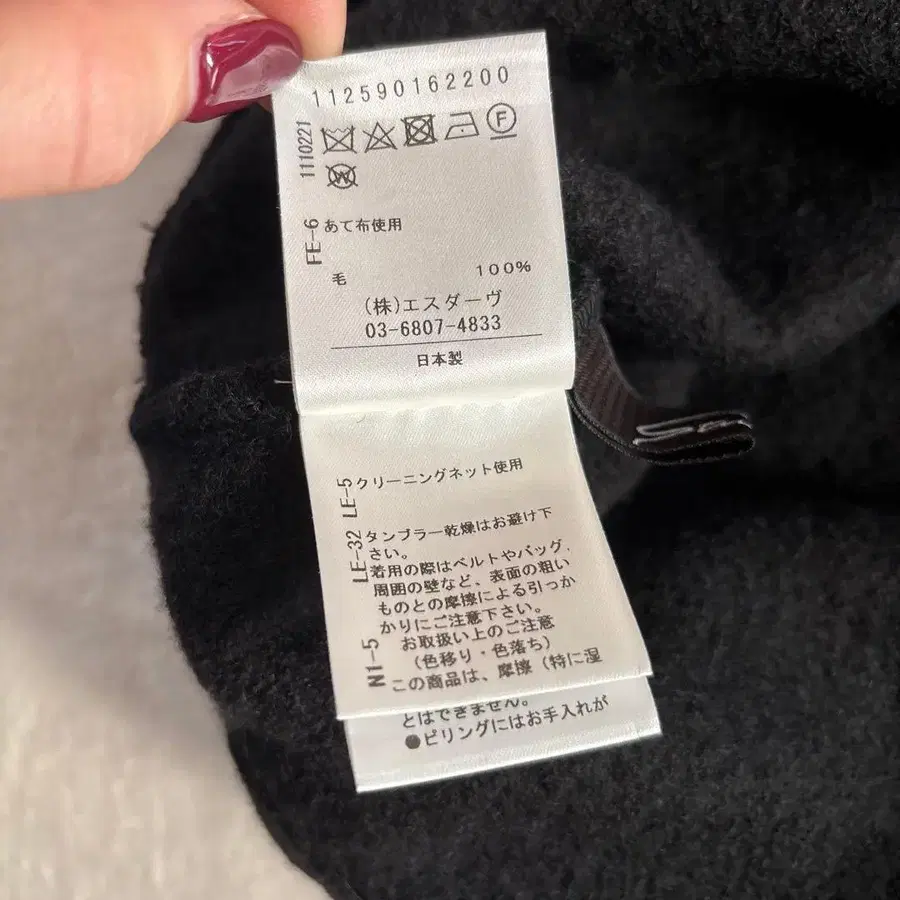 112590162200
1110221
F
W
FE-6 あて布使用
毛 100%
(株)エスダーヴ
03-6807-4833
日本製
LE-5 クリーニングネット使用
LE-32 タンブラー乾燥はお避け下
さい。
着用の際はベルトやバッグ、
周囲の壁など、表面の粗い
ものとの摩擦による引っか
かりにご注意下さい。
N1-5 お取扱い上のご注意
(色移り・色落ち)
この商品は、摩擦(特に湿
とはできません。
●ピリングにはお手入れが